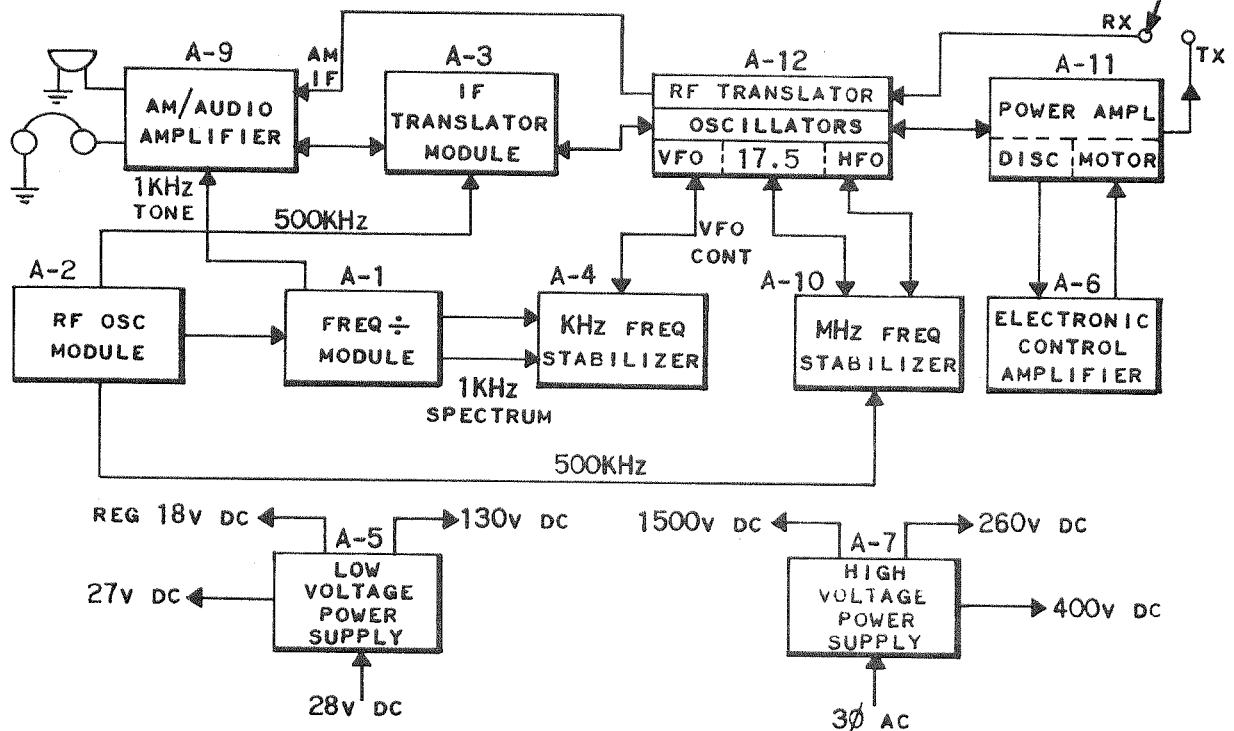 RX
TX
A-9
AM/AUDIO
AMPLIFIER
AM
IF
A-3
IF
TRANSLATOR
MODULE
A-12
RF TRANSLATOR
OSCILLATORS
VFO 17.5 HFO
A-11
POWER AMPL
DISC MOTOR
1KHz
TONE
500KHz
VFO
CONT
A-2
RF OSC
MODULE
A-1
FREQ ÷
MODULE
A-4
KHz FREQ
STABILIZER
A-10
MHz FREQ
STABILIZER
A-6
ELECTRONIC
CONTROL
AMPLIFIER
1KHz
SPECTRUM
500KHz
REG 18V DC
130V DC
A-5
LOW
VOLTAGE
POWER
SUPPLY
27V DC
28V DC
1500V DC
260V DC
A-7
HIGH
VOLTAGE
POWER
SUPPLY
400V DC
3Ø AC